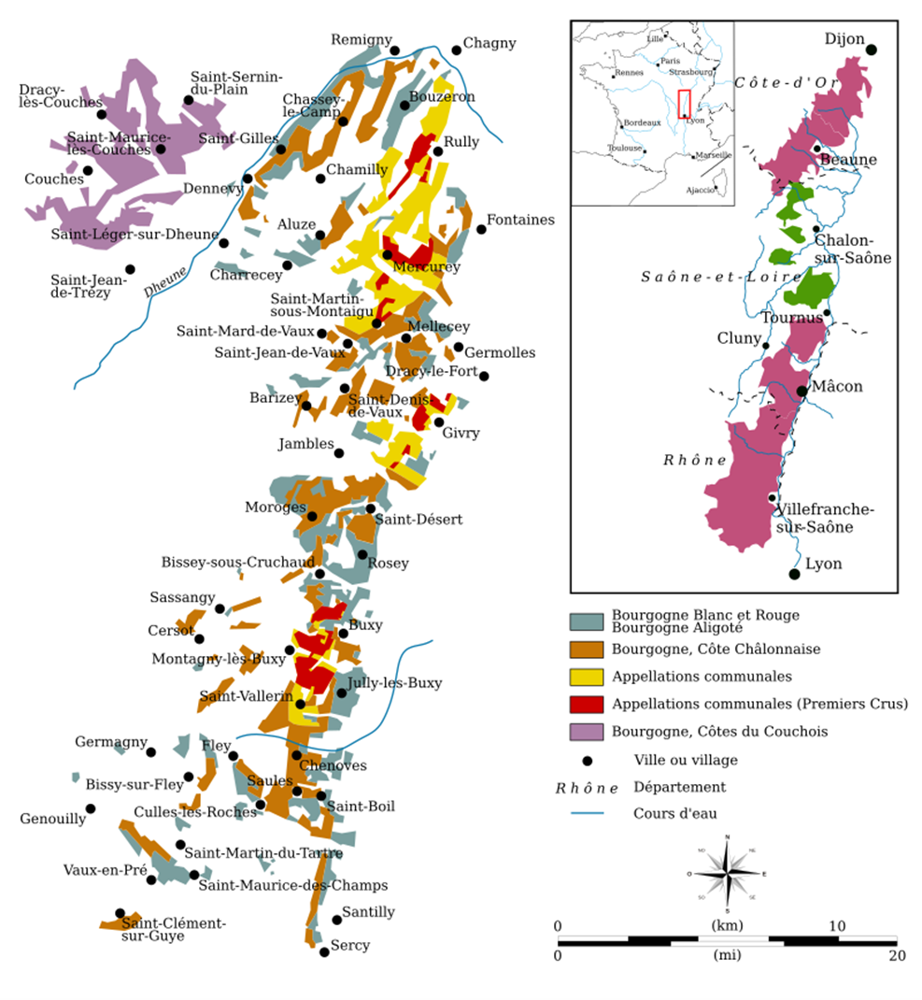 Remigny
Chagny
Dracy-
lès-Couches
Saint-Sernin-
du-Plain
Chassey-
le-Camp
Bouzeron
Saint-Maurice-
lès-Couches
Saint-Gilles
Rully
Couches
Chamilly
Dennevy
Saint-Léger-sur-Dheune
Aluze
Fontaines
Saint-Jean-
de-Trézy
Dheune
Charrecey
Mercurey
Saint-Martin-
sous-Montaigu
Saint-Mard-de-Vaux
Mellecey
Saint-Jean-de-Vaux
Germolles
Dracy-le-Fort
Barizey
Saint-Denis-
de-Vaux
Givry
Jambles
Moroges
Saint-Désert
Bissey-sous-Cruchaud
Rosey
Sassangy
Cersot
Buxy
Montagny-lès-Buxy
Jully-les-Buxy
Saint-Vallerin
Germagny
Fley
Chenoves
Bissy-sur-Fley
Saules
Saint-Boil
Genouilly
Culles-les-Roches
Saint-Martin-du-Tartre
Vaux-en-Pré
Saint-Maurice-des-Champs
Saint-Clément-
sur-Guye
Santilly
Sercy
Lille
Paris
Rennes
Strasbourg
Bordeaux
Lyon
Toulouse
Marseille
Ajaccio
Dijon
Côte-d'Or
Beaune
Chalon-
sur-Saône
Saône-et-Loire
Tournus
Cluny
Mâcon
Rhône
Villefranche-
sur-Saône
Lyon
Bourgogne Blanc et Rouge
Bourgogne Aligoté
Bourgogne, Côte Châlonnaise
Appellations communales
Appellations communales (Premiers Crus)
Bourgogne, Côtes du Couchois
Ville ou village
Rhône Département
Cours d'eau
N
NO NE
O E
SO SE
S
0 (km) 10
0 (mi) 20